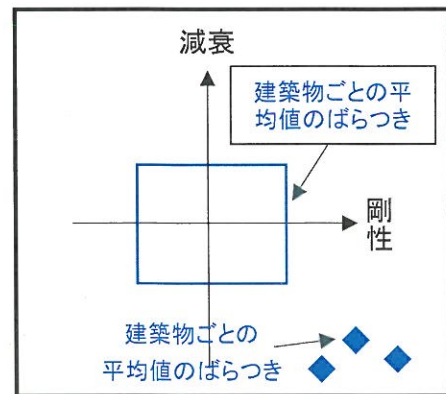 減衰
建築物ごとの平
均値のばらつき
剛
性
建築物ごとの
平均値のばらつき